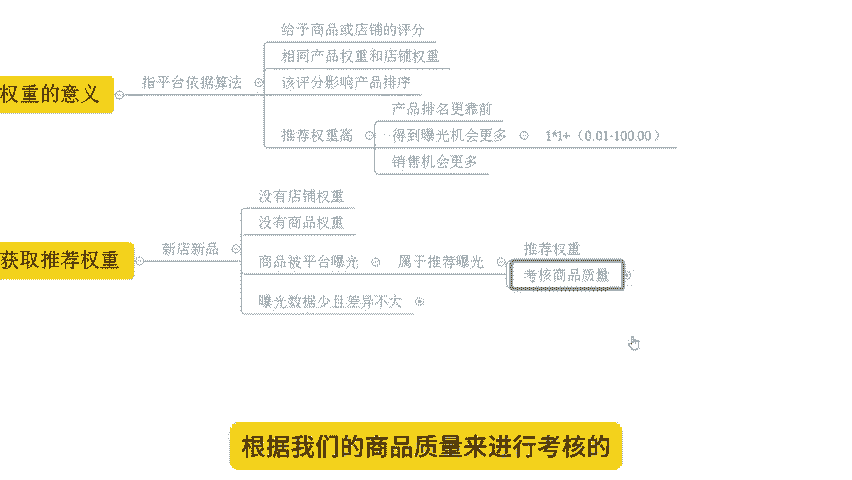 给予商品或店铺的评分
相同产品权重和店铺权重
权重的意义
指平台依据算法
该评分影响产品排序
产品排名更靠前
推荐权重高
得到曝光机会更多
1*1+（0.01-100.00）
销售机会更多
没有店铺权重
没有商品权重
获取推荐权重
新店新品
商品被平台曝光
属于推荐曝光
推荐权重
考核商品质量
曝光数据少且差异不大
根据我们的商品质量来进行考核的